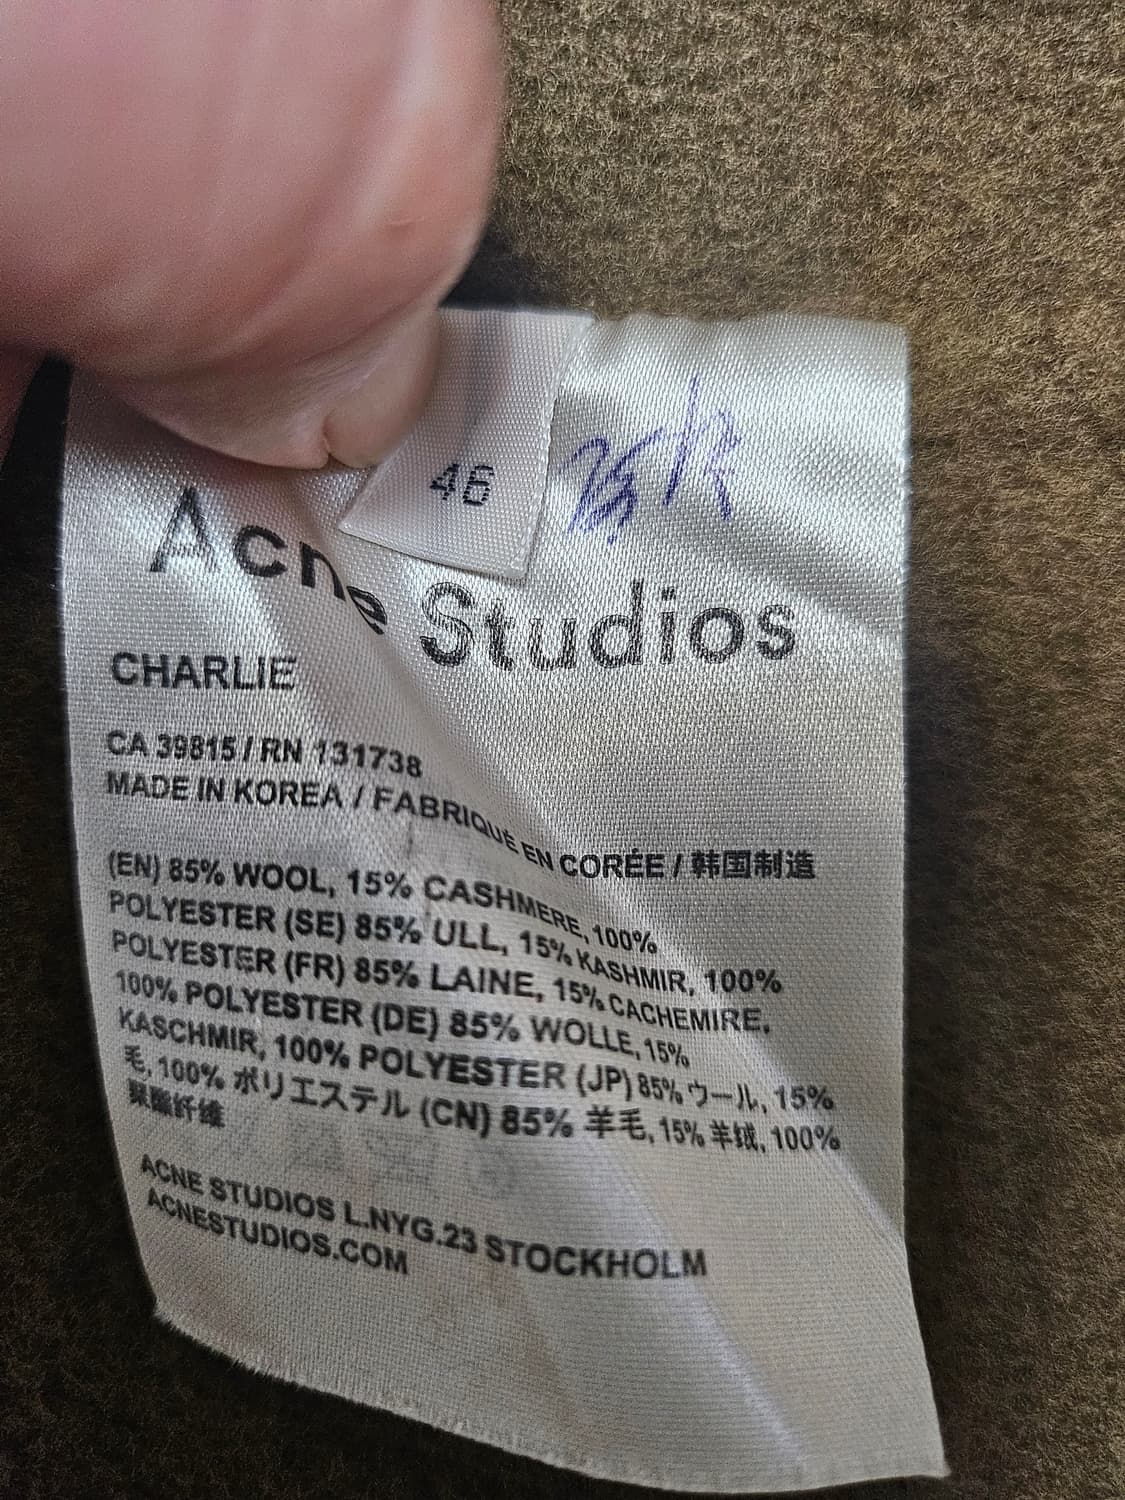 46
Acne Studios
CHARLIE
CA 39815 / RN 131738
MADE IN KOREA / FABRIQUÉ EN CORÉE / 韩国制造
(EN) 85% WOOL, 15% CASHMERE, 100%
POLYESTER (SE) 85% ULL, 15% KASHMIR, 100%
POLYESTER (FR) 85% LAINE, 15% CACHEMIRE,
100% POLYESTER (DE) 85% WOLLE, 15%
KASCHMIR, 100% POLYESTER (JP) 85% ウール, 15%
毛, 100% ポリエステル (CN) 85% 羊毛, 15% 羊绒, 100%
聚酯纤维
ACNE STUDIOS L.NYG.23 STOCKHOLM
ACNESTUDIOS.COM